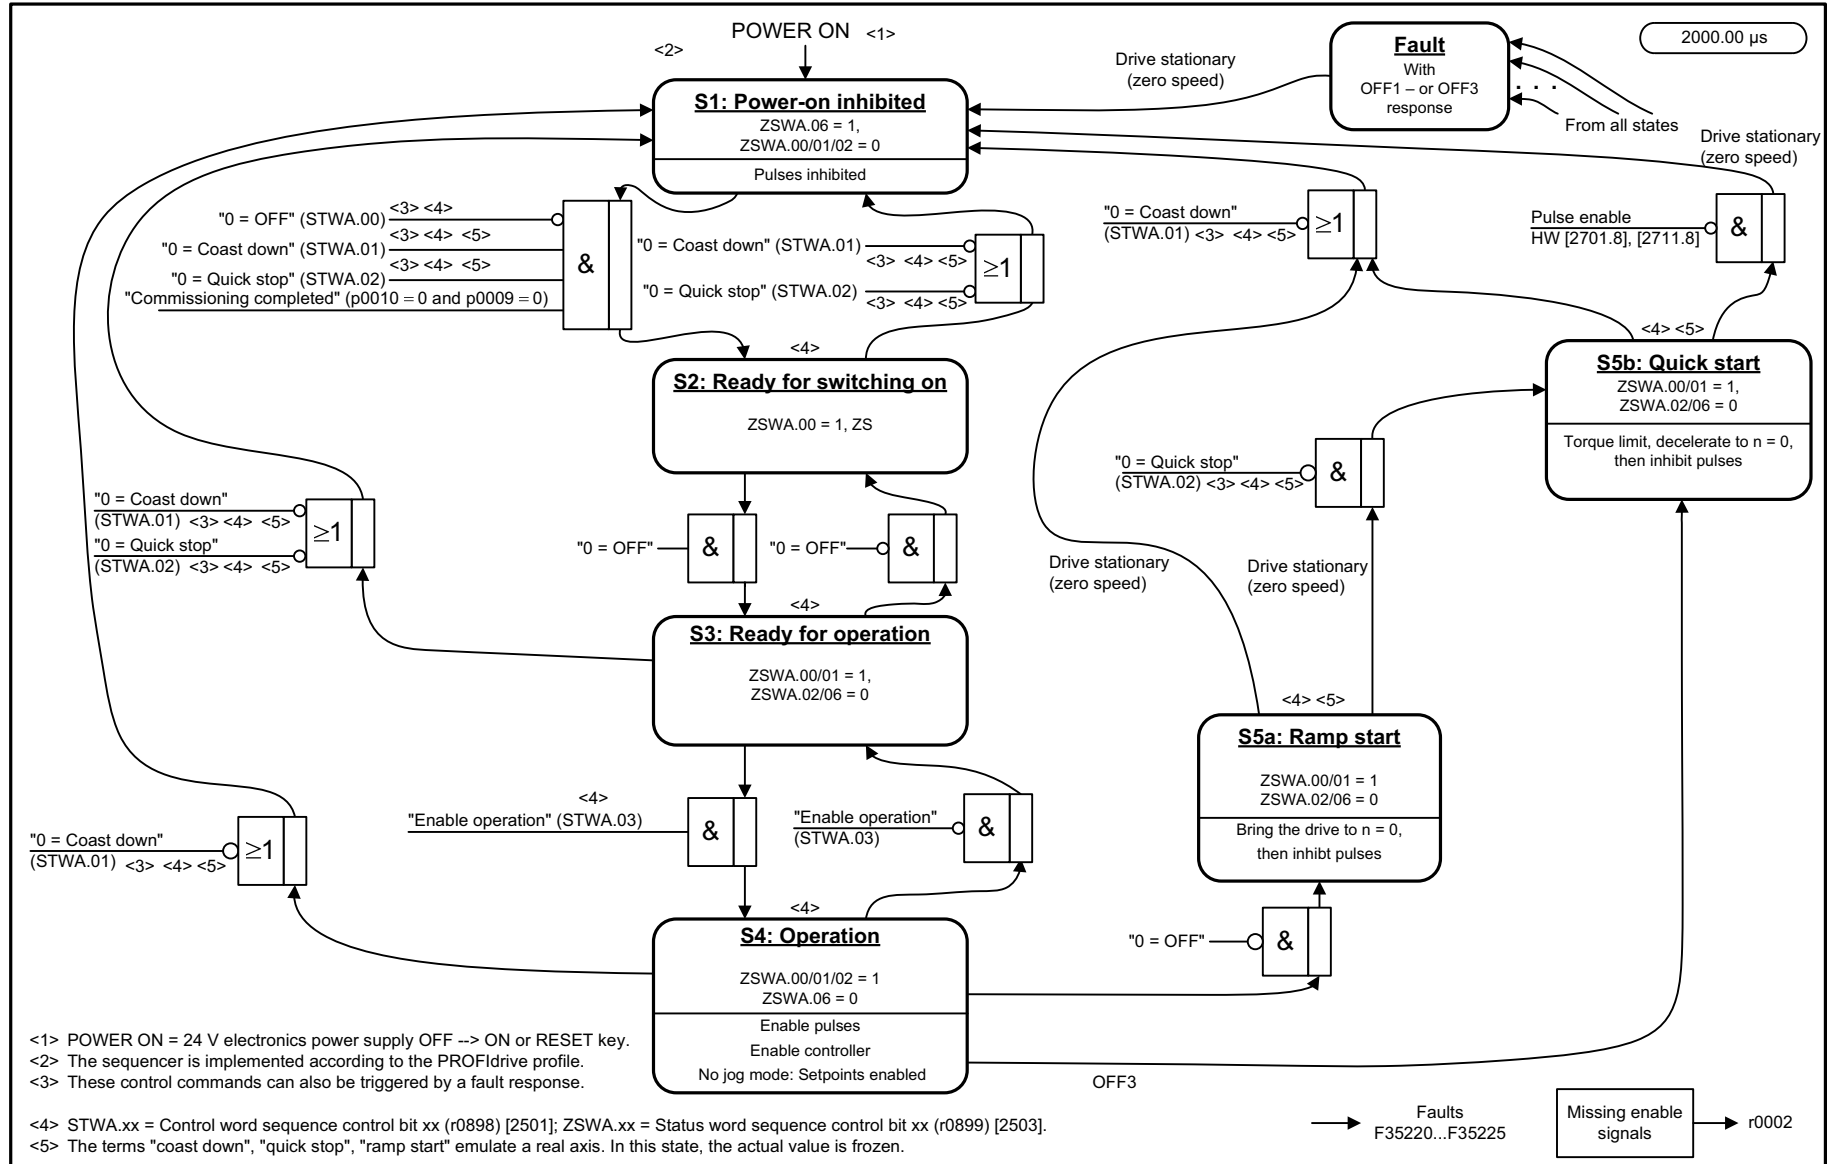 POWER ON <1>
<2>
2000.00 µs
Fault
With
OFF1 – or OFF3
response
. . .
From all states
Drive stationary
(zero speed)
Drive stationary
(zero speed)
S1: Power-on inhibited
ZSWA.06 = 1,
ZSWA.00/01/02 = 0
Pulses inhibited
<3> <4>
"0 = OFF" (STWA.00)
<3> <4> <5>
"0 = Coast down" (STWA.01)
<3> <4> <5>
"0 = Quick stop" (STWA.02)
"Commissioning completed" (p0010 = 0 and p0009 = 0)
&
"0 = Coast down" (STWA.01)
<3> <4> <5>
"0 = Quick stop" (STWA.02)
<3> <4> <5>
≥1
"0 = Coast down"
(STWA.01) <3> <4> <5>
≥1
Pulse enable
HW [2701.8], [2711.8]
&
<4>
S2: Ready for switching on
ZSWA.00 = 1, ZS
<4> <5>
S5b: Quick start
ZSWA.00/01 = 1,
ZSWA.02/06 = 0
Torque limit, decelerate to n = 0,
then inhibit pulses
"0 = Quick stop"
(STWA.02) <3> <4> <5>
&
"0 = Coast down"
(STWA.01) <3> <4> <5>
"0 = Quick stop"
(STWA.02) <3> <4> <5>
≥1
"0 = OFF"
&
"0 = OFF"
&
Drive stationary
(zero speed)
Drive stationary
(zero speed)
<4>
S3: Ready for operation
ZSWA.00/01 = 1,
ZSWA.02/06 = 0
<4> <5>
S5a: Ramp start
ZSWA.00/01 = 1
ZSWA.02/06 = 0
Bring the drive to n = 0,
then inhibt pulses
<4>
"Enable operation" (STWA.03)
&
"Enable operation"
(STWA.03)
&
"0 = Coast down"
(STWA.01) <3> <4> <5>
≥1
<4>
S4: Operation
ZSWA.00/01/02 = 1
ZSWA.06 = 0
Enable pulses
Enable controller
No jog mode: Setpoints enabled
"0 = OFF"
&
OFF3
<1> POWER ON = 24 V electronics power supply OFF --> ON or RESET key.
<2> The sequencer is implemented according to the PROFIdrive profile.
<3> These control commands can also be triggered by a fault response.
<4> STWA.xx = Control word sequence control bit xx (r0898) [2501]; ZSWA.xx = Status word sequence control bit xx (r0899) [2503].
<5> The terms "coast down", "quick stop", "ramp start" emulate a real axis. In this state, the actual value is frozen.
Faults
F35220...F35225
Missing enable
signals
r0002